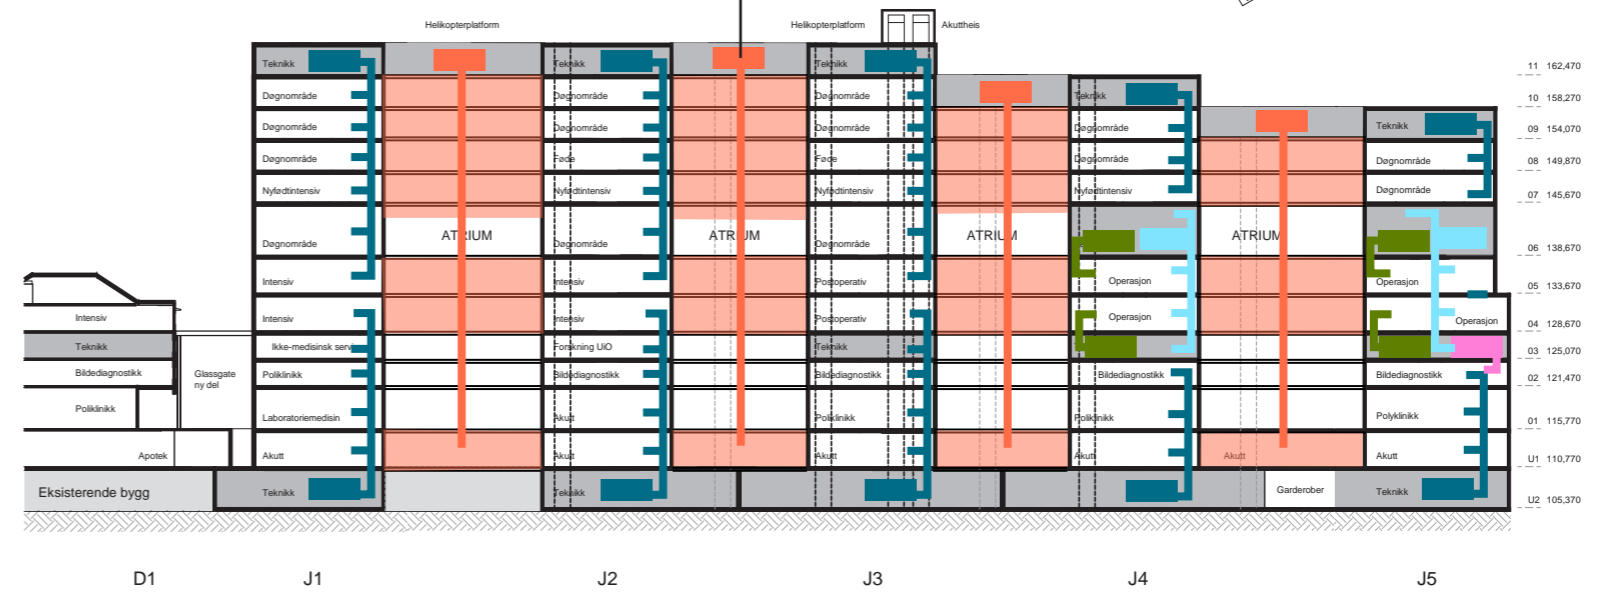 Helikopterplatform
Helikopterplatform
Akuttheis
Teknikk
Teknikk
Teknikk
11 162,470
Døgnområde
Døgnområde
Døgnområde
Teknikk
10 158,270
Døgnområde
Døgnområde
Døgnområde
Døgnområde
Teknikk
09 154,070
Døgnområde
Føde
Føde
Døgnområde
Døgnområde
08 149,870
Nyfødtintensiv
Nyfødtintensiv
Nyfødtintensiv
Nyfødtintensiv
Døgnområde
07 145,670
Døgnområde
ATRIUM
Døgnområde
ATRIUM
Døgnområde
ATRIUM
ATRIUM
06 138,670
Intensiv
Intensiv
Postoperativ
Operasjon
Operasjon
05 133,670
Intensiv
Intensiv
Intensiv
Postoperativ
Operasjon
Operasjon
04 128,670
Teknikk
Ikke-medisinsk serv
Forskning UiO
Teknikk
03 125,070
Bildediagnostikk
Glassgate
ny del
Poliklinikk
Bildediagnostikk
Bildediagnostikk
Bildediagnostikk
Bildediagnostikk
02 121,470
Poliklinikk
Laboratoriemedisin
Akutt
Poliklinikk
Poliklinikk
Polyklinikk
01 115,770
Apotek
Akutt
Akutt
Akutt
Akutt
Akutt
Akutt
U1 110,770
Eksisterende bygg
Teknikk
Teknikk
Garderober
Teknikk
U2 105,370
D1
J1
J2
J3
J4
J5